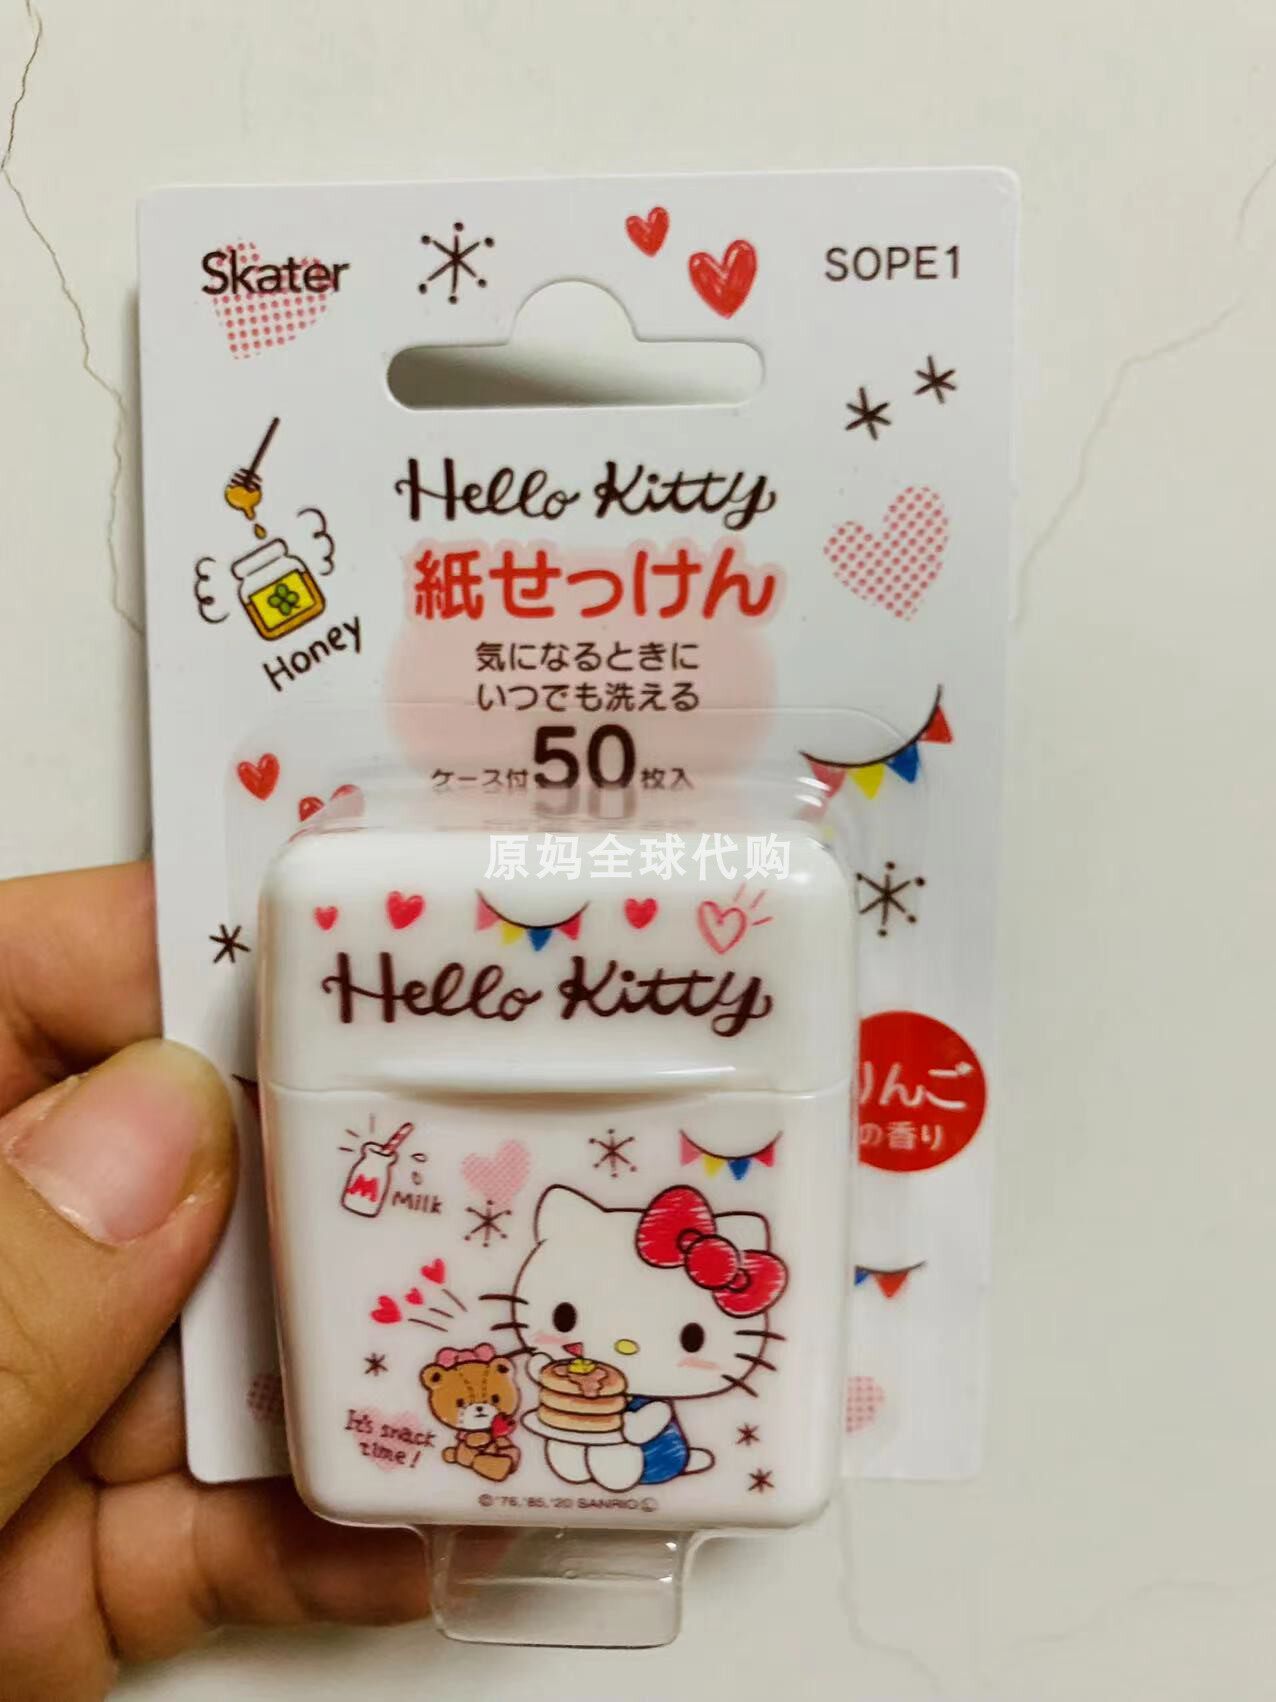 Skater
SOPE1
Hello Kitty
紙せっけん
気になるときに
いつでも洗える
ケース付50枚入
Honey
原妈全球代购
Hello Kitty
りんご
の香り
Milk
It's snack
time!
©'76,'85,'20 SANRIO Ⓛ